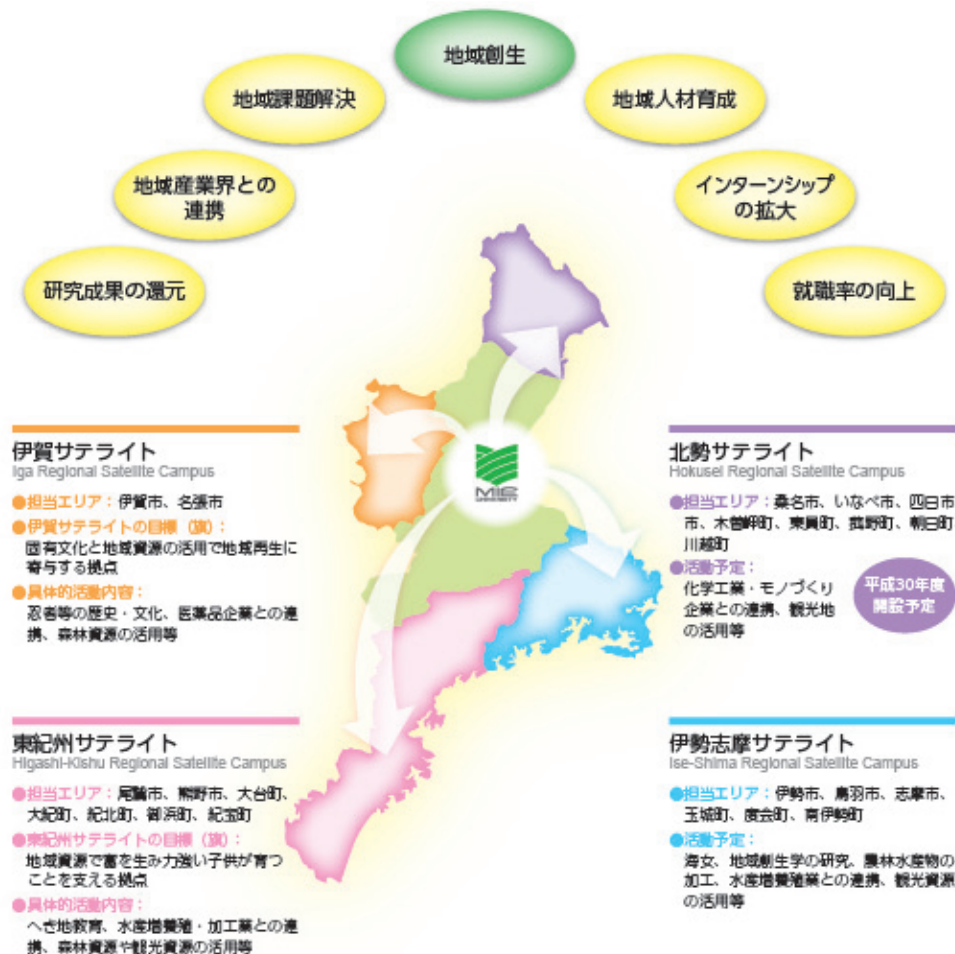 地域創生
地域課題解決
地域人材育成
地域産業界との
連携
インターンシップ
の拡大
研究成果の還元
就職率の向上
MIE
UNIVERSITY
伊賀サテライト
Iga Regional Satellite Campus
●担当エリア：伊賀市、名張市
●伊賀サテライトの目標（旗）：
固有文化と地域資源の活用で地域再生に
寄与する拠点
●具体的活動内容：
忍者等の歴史・文化、医薬品企業との連
携、森林資源の活用等
北勢サテライト
Hokusei Regional Satellite Campus
●担当エリア：桑名市、いなべ市、四日市
市、木曽岬町、東員町、菰野町、朝日町
川越町
●活動予定：
化学工業・モノづくり
企業との連携、観光地
の活用等
平成30年度
開設予定
東紀州サテライト
Higashi-Kishu Regional Satellite Campus
●担当エリア：尾鷲市、熊野市、大台町、
大紀町、紀北町、御浜町、紀宝町
●東紀州サテライトの目標（旗）：
地域資源で富を生み力強い子供が育つ
ことを支える拠点
●具体的活動内容：
へき地教育、水産増養殖・加工業との連
携、森林資源や観光資源の活用等
伊勢志摩サテライト
Ise-Shima Regional Satellite Campus
●担当エリア：伊勢市、鳥羽市、志摩市、
玉城町、度会町、南伊勢町
●活動予定：
海女、地域創生学の研究、農林水産物の
加工、水産増養殖業との連携、観光資源
の活用等